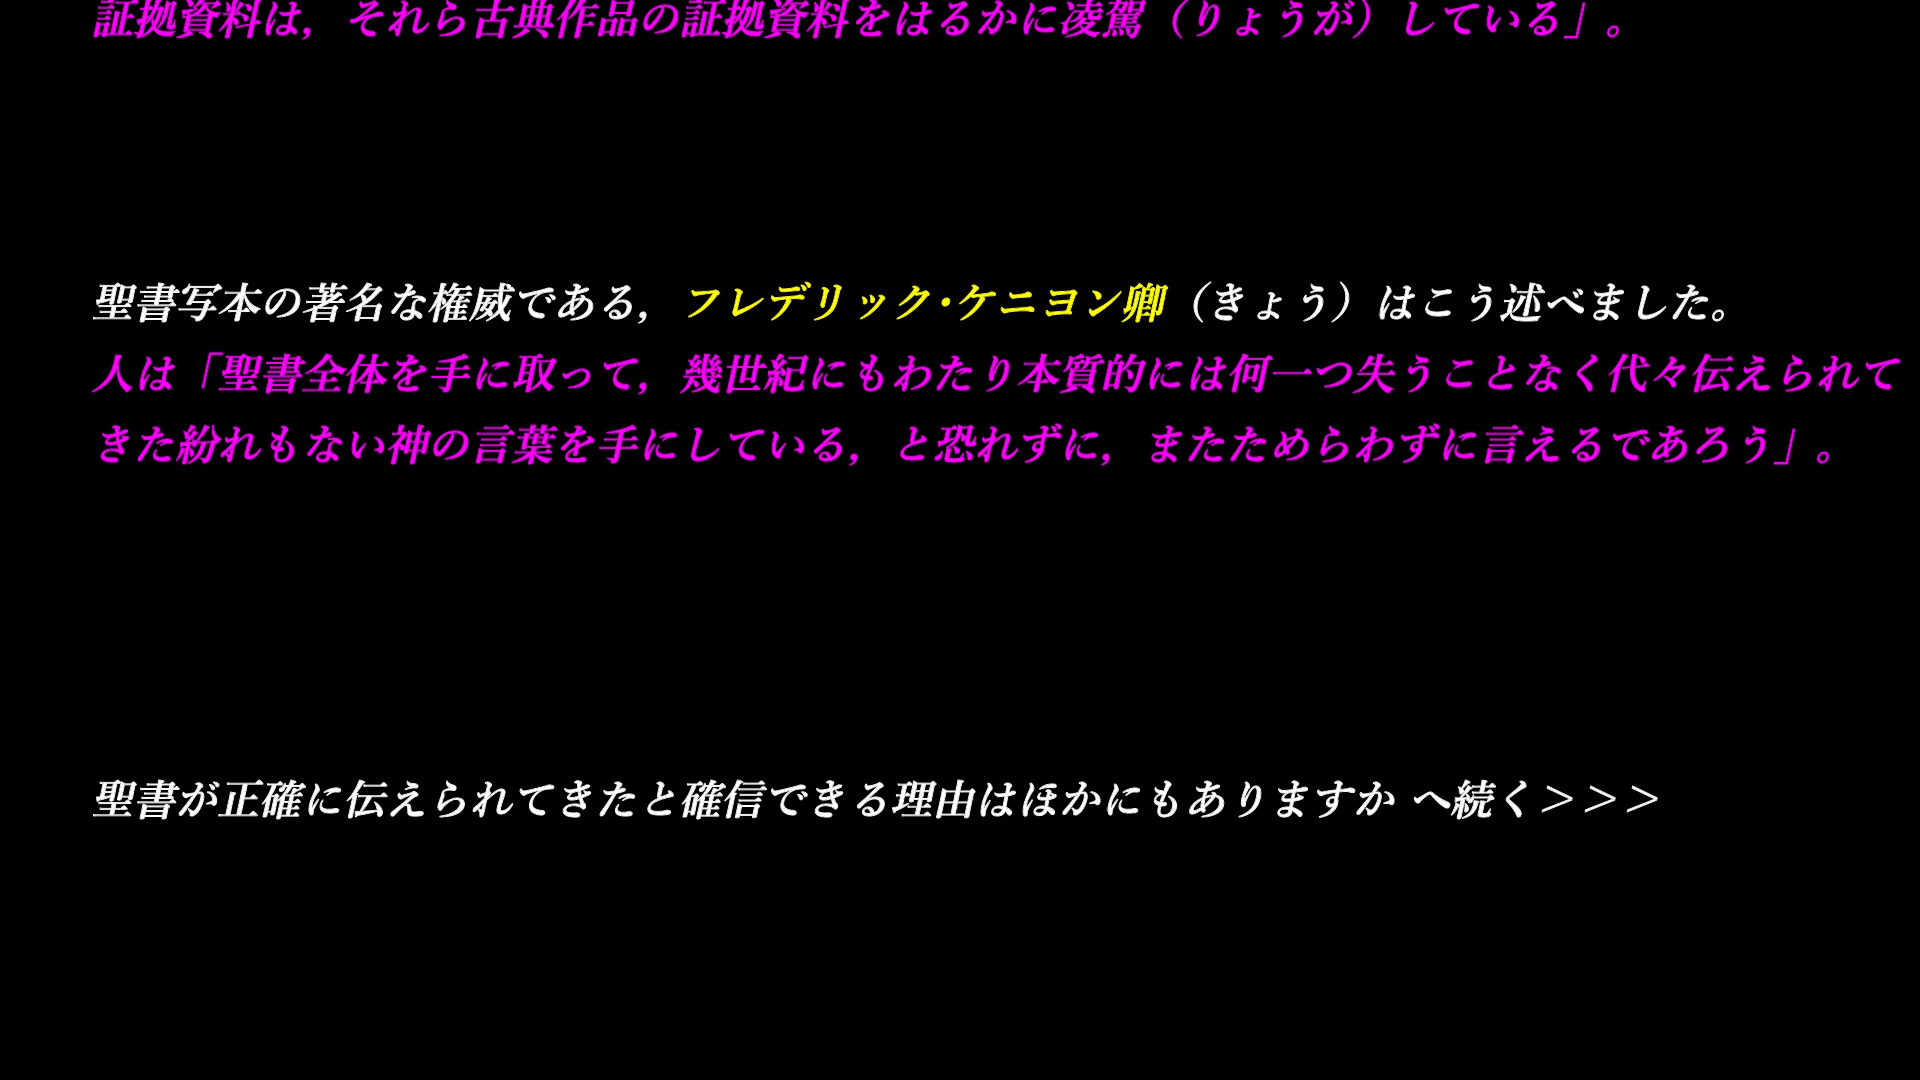 証拠資料は，それら古典作品の証拠資料をはるかに凌駕（りょうが）している」。
聖書写本の著名な権威である，フレデリック・ケニヨン卿（きょう）はこう述べました。
人は「聖書全体を手に取って，幾世紀にもわたり本質的には何一つ失うことなく代々伝えられて
きた紛れもない神の言葉を手にしている，と恐れずに，またためらわずに言えるであろう」。
聖書が正確に伝えられてきたと確信できる理由はほかにもありますか へ続く＞＞＞